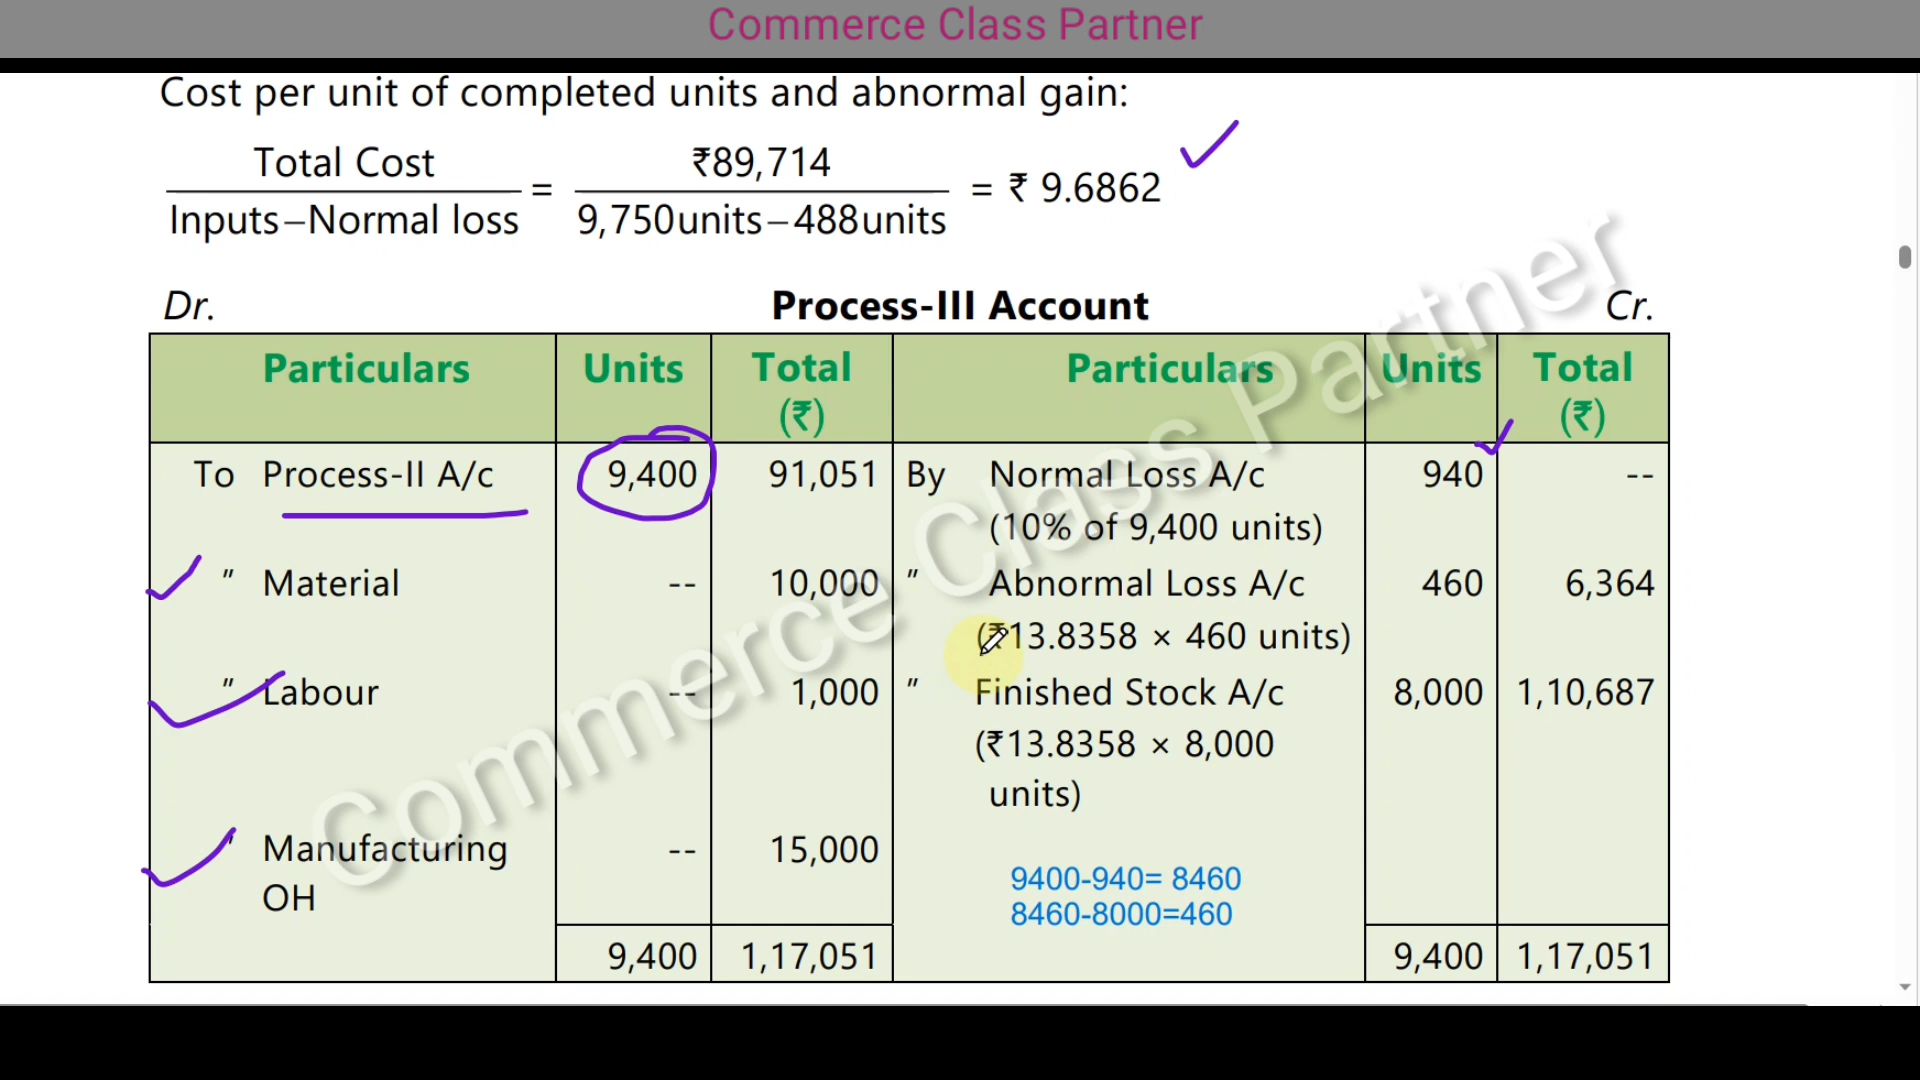 Commerce Class Partner
Cost per unit of completed units and abnormal gain:
Total Cost / Inputs–Normal loss = ₹89,714 / 9,750units–488units = ₹ 9.6862
Dr. Process-III Account Cr.
Particulars Units Total (₹) Particulars Units Total (₹)
To Process-II A/c 9,400 91,051 By Normal Loss A/c 940 --
(10% of 9,400 units)
" Material -- 10,000 " Abnormal Loss A/c 460 6,364
(₹13.8358 × 460 units)
" Labour -- 1,000 " Finished Stock A/c 8,000 1,10,687
(₹13.8358 × 8,000
units)
" Manufacturing -- 15,000
OH
9400-940= 8460
8460-8000=460
9,400 1,17,051 9,400 1,17,051
Commerce Class Partner